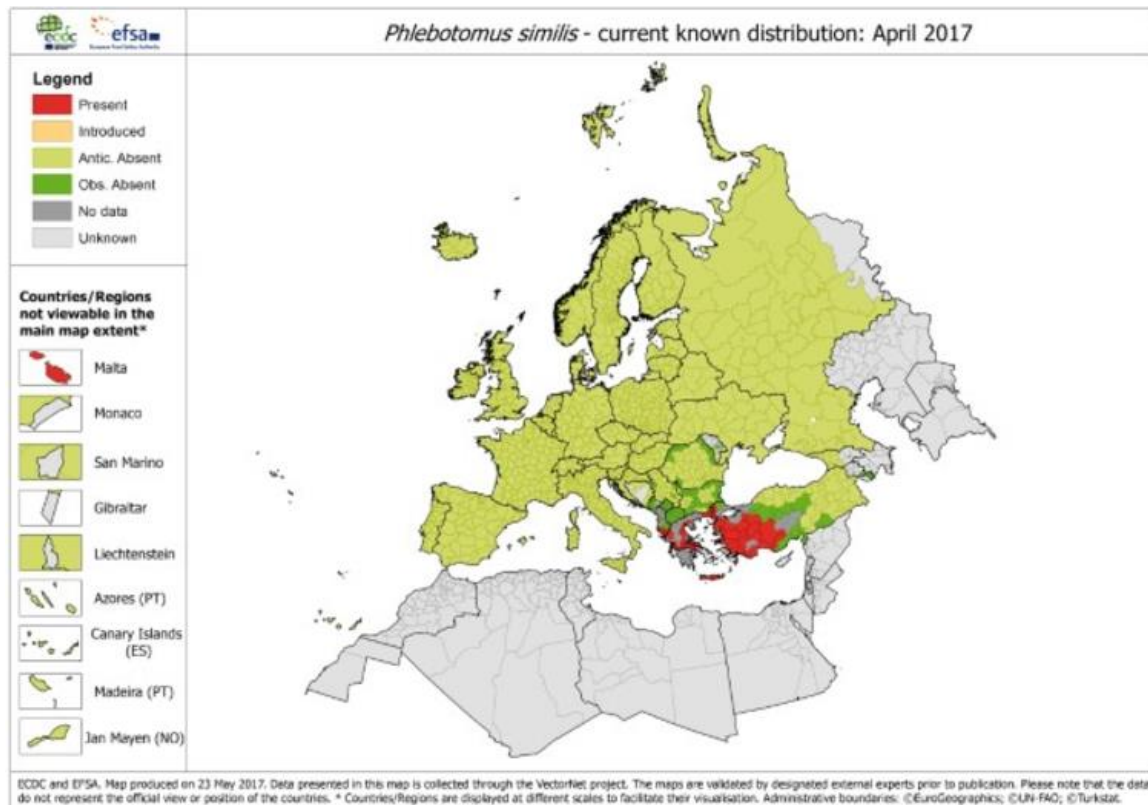 ecdc efsa
European Food Safety Authority
Phlebotomus similis - current known distribution: April 2017
Legend
Present
Introduced
Antic. Absent
Obs. Absent
No data
Unknown
Countries/Regions
not viewable in the
main map extent*
Malta
Monaco
San Marino
Gibraltar
Liechtenstein
Azores (PT)
Canary Islands
(ES)
Madeira (PT)
Jan Mayen (NO)
ECDC and EFSA. Map produced on 23 May 2017. Data presented in this map is collected through the VectorNet project. The maps are validated by designated external experts prior to publication. Please note that the data
do not represent the official view or position of the countries. * Countries/Regions are displayed at different scales to facilitate their visualisation. Administrative boundaries: ©EuroGeographics; ©UN-FAO; ©Turkstat.